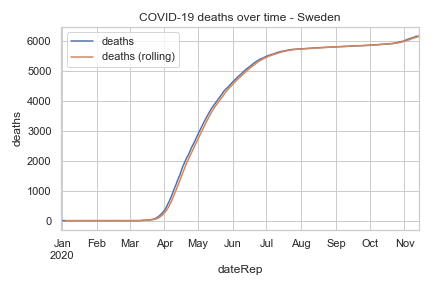 COVID-19 deaths over time - Sweden
deaths
deaths (rolling)
deaths
6000
5000
4000
3000
2000
1000
0
Jan Feb Mar Apr May Jun Jul Aug Sep Oct Nov
2020
dateRep